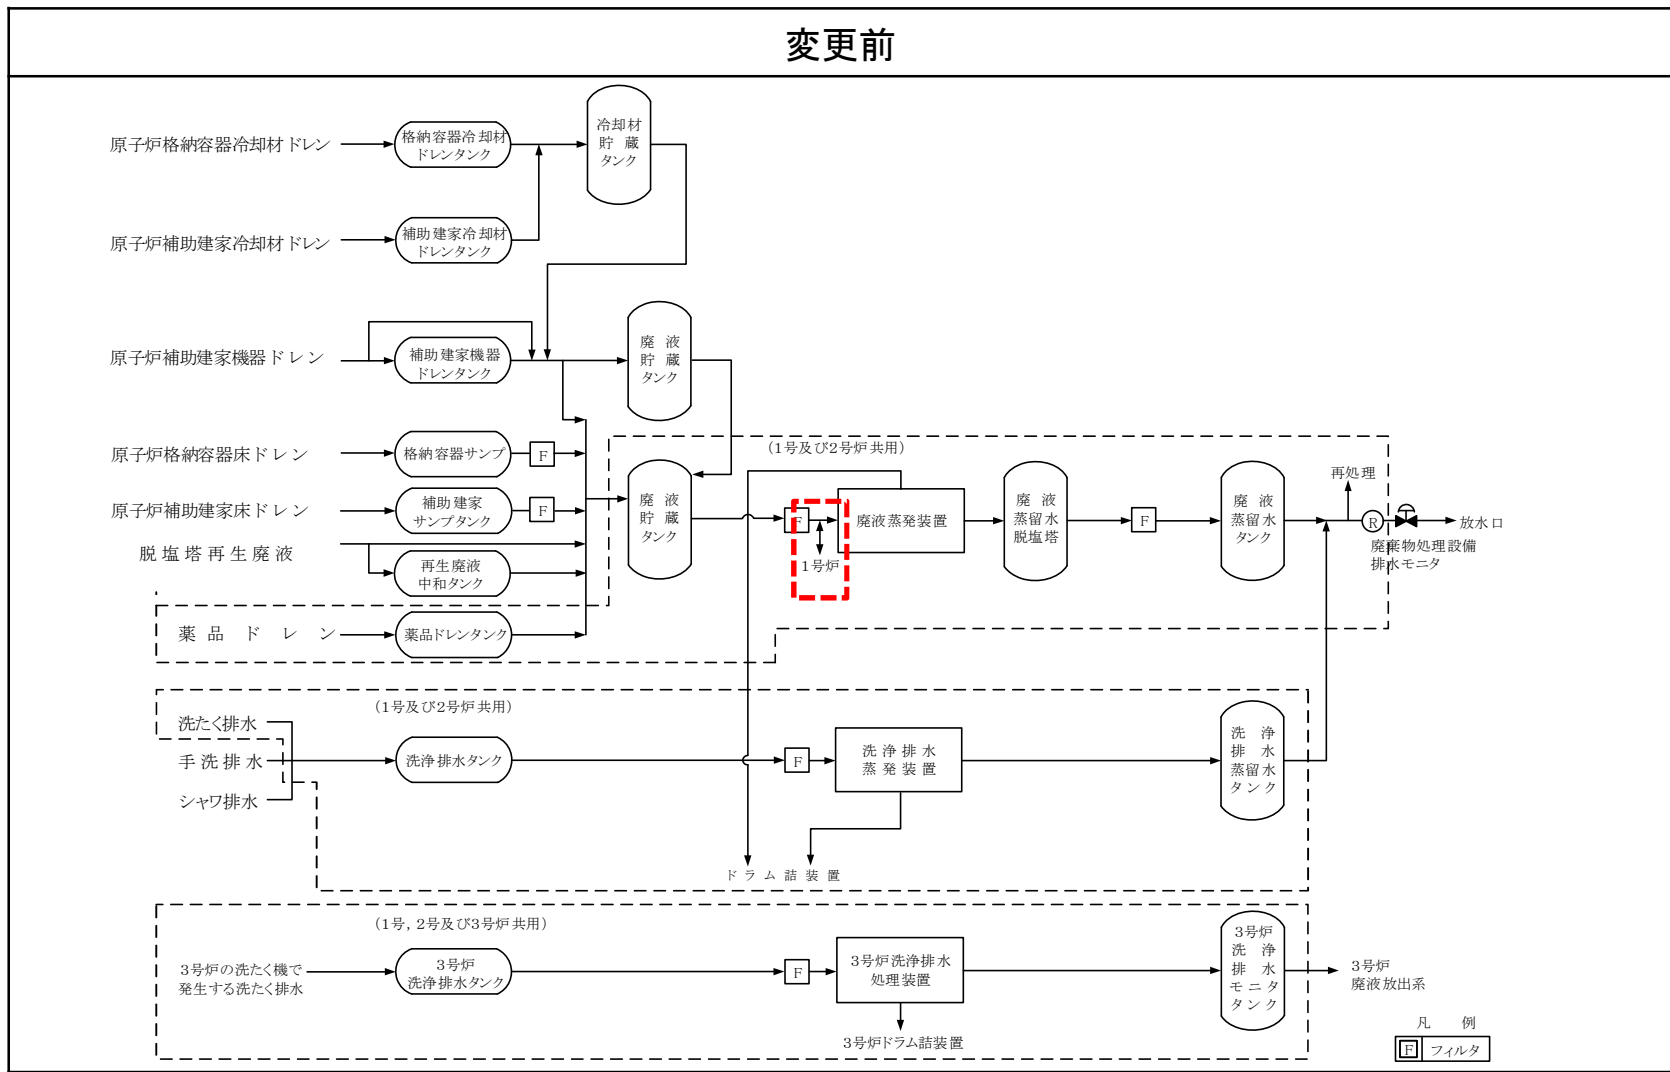 変更前
原子炉格納容器冷却材ドレン
格納容器冷却材
ドレンタンク
冷却材
貯蔵
タンク
原子炉補助建家冷却材ドレン
補助建家冷却材
ドレンタンク
原子炉補助建家機器ドレン
補助建家機器
ドレンタンク
廃液
貯蔵
タンク
原子炉格納容器床ドレン
格納容器サンプ
F
(1号及び2号炉共用)
原子炉補助建家床ドレン
補助建家
サンプタンク
F
廃液
貯蔵
タンク
F
1号炉
廃液蒸発装置
廃液
蒸留水
脱塩塔
F
廃液
蒸留水
タンク
再処理
R
放水口
廃棄物処理設備
排水モニタ
脱塩塔再生廃液
再生廃液
中和タンク
薬品ドレン
薬品ドレンタンク
(1号及び2号炉共用)
洗たく排水
手洗排水
シャワ排水
洗浄排水タンク
F
洗浄排水
蒸発装置
洗浄
排水
蒸留水
タンク
ドラム詰装置
(1号, 2号及び3号炉共用)
3号炉の洗たく機で
発生する洗たく排水
3号炉
洗浄排水タンク
F
3号炉洗浄排水
処理装置
3号炉
洗浄
排水
モニタ
タンク
3号炉
廃液放出系
3号炉ドラム詰装置
凡例
F フィルタ